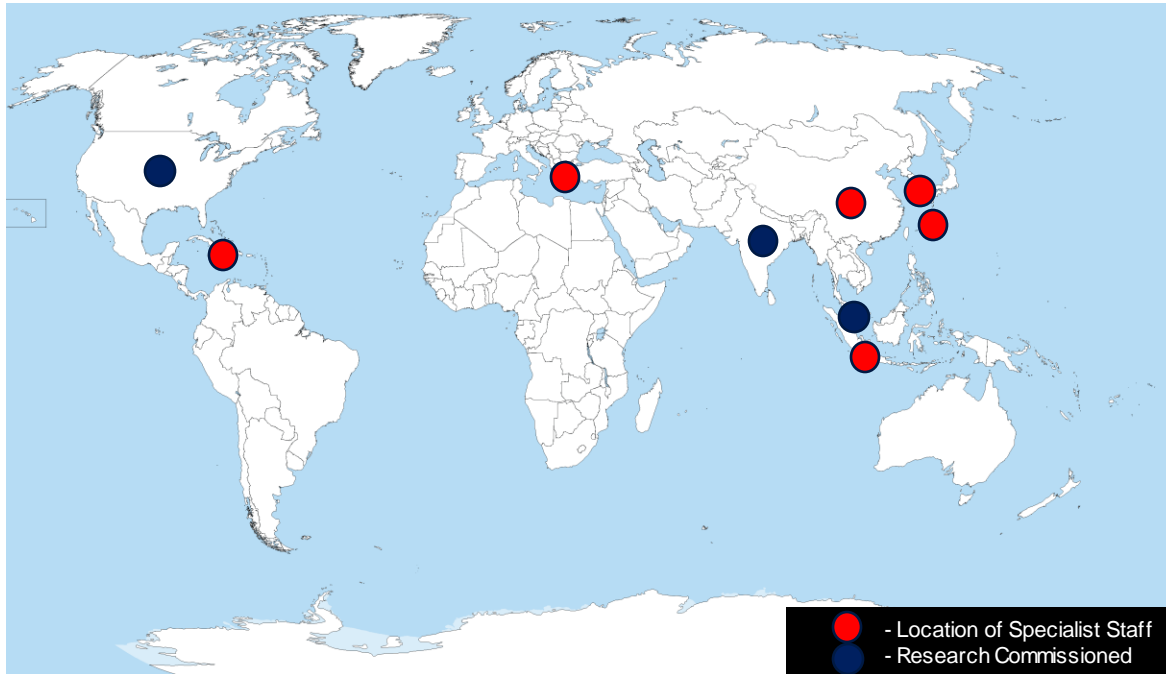 - Location of Specialist Staff
- Research Commissioned